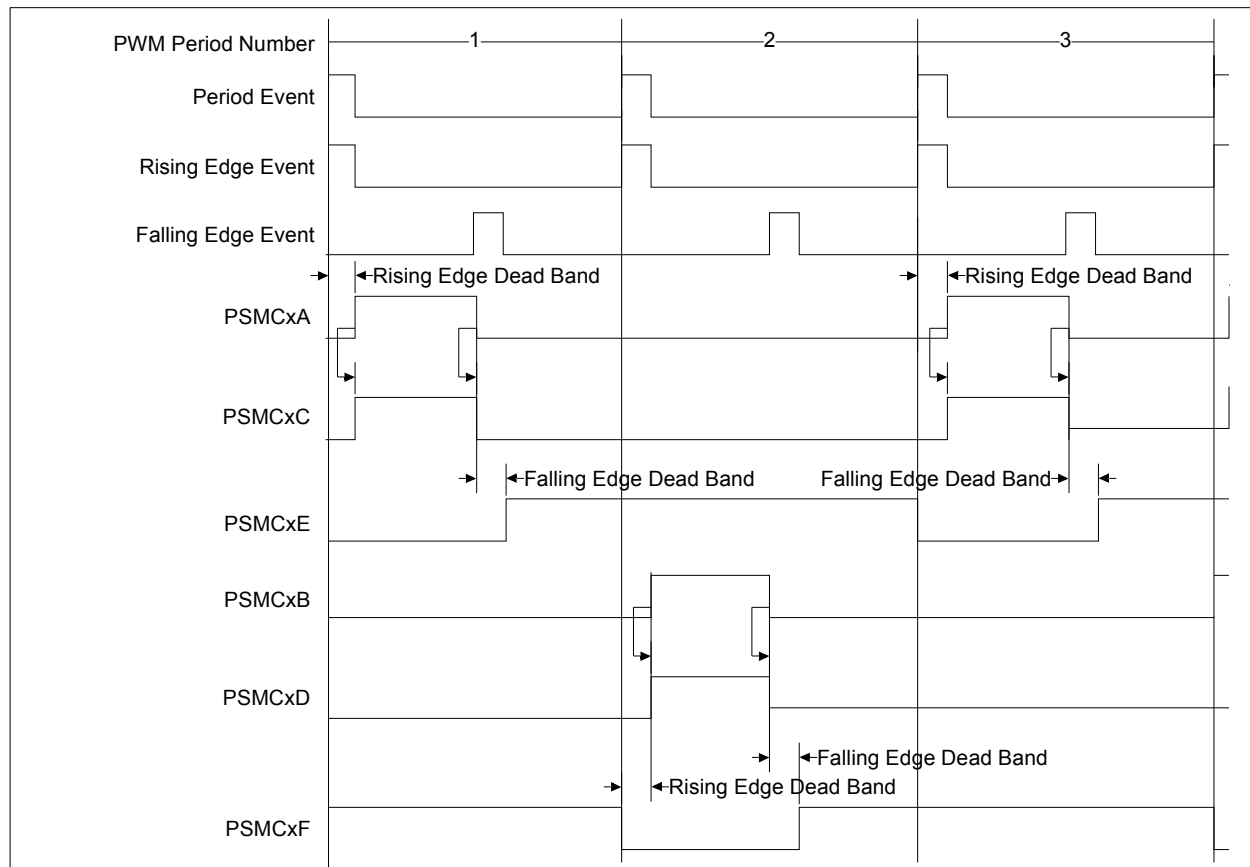 PWM Period Number 1 2 3
Period Event
Rising Edge Event
Falling Edge Event
Rising Edge Dead Band Rising Edge Dead Band
PSMCxA
PSMCxC
Falling Edge Dead Band Falling Edge Dead Band
PSMCxE
PSMCxB
PSMCxD
Falling Edge Dead Band
Rising Edge Dead Band
PSMCxF